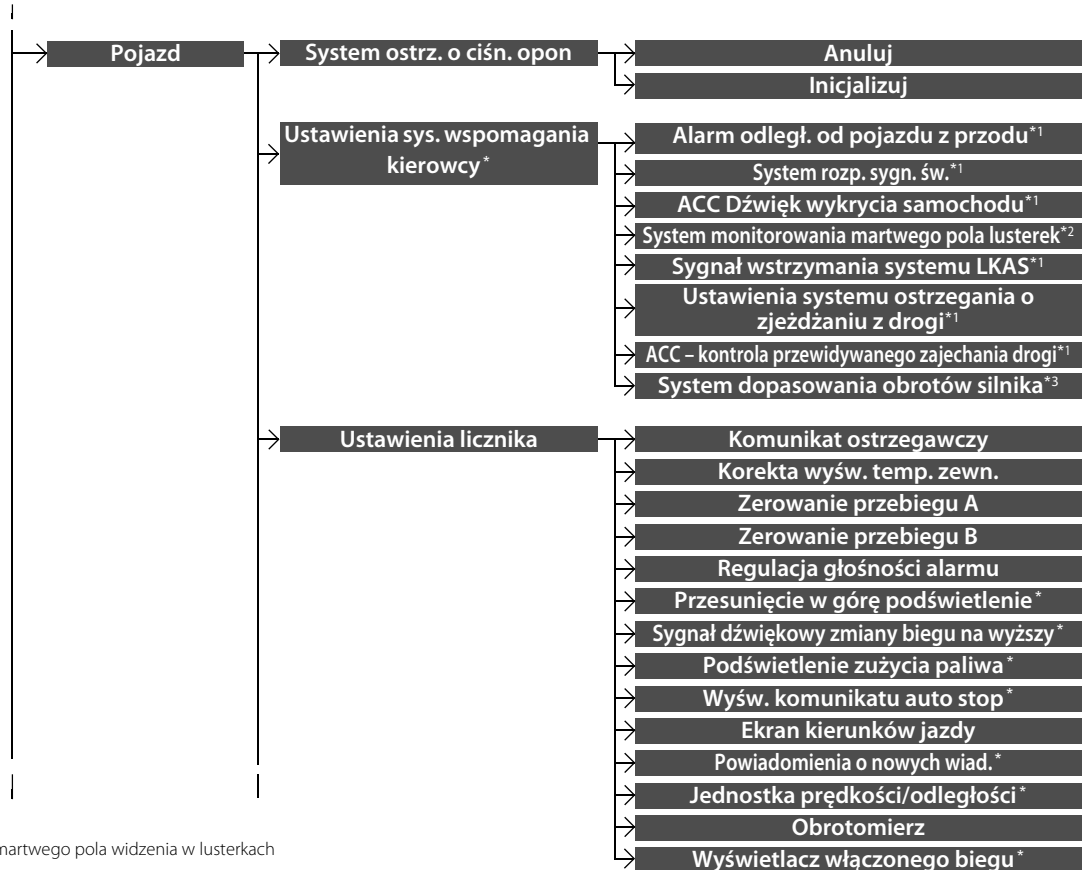 Pojazd
System ostrz. o ciśn. opon
Anuluj
Inicjalizuj
Ustawienia sys. wspomagania
kierowcy*
Alarm odległ. od pojazdu z przodu*1
System rozp. sygn. św.*1
ACC Dźwięk wykrycia samochodu*1
System monitorowania martwego pola lusterek*2
Sygnał wstrzymania systemu LKAS*1
Ustawienia systemu ostrzegania o
zjeżdżaniu z drogi*1
ACC – kontrola przewidywanego zajechania drogi*1
System dopasowania obrotów silnika*3
Ustawienia licznika
Komunikat ostrzegawczy
Korekta wyśw. temp. zewn.
Zerowanie przebiegu A
Zerowanie przebiegu B
Regulacja głośności alarmu
Przesunięcie w górę podświetlenie*
Sygnał dźwiękowy zmiany biegu na wyższy*
Podświetlenie zużycia paliwa*
Wyśw. komunikatu auto stop*
Ekran kierunków jazdy
Powiadomienia o nowych wiad.*
Jednostka prędkości/odległości*
Obrotomierz
Wyświetlacz włączonego biegu*
martwego pola widzenia w lusterkach